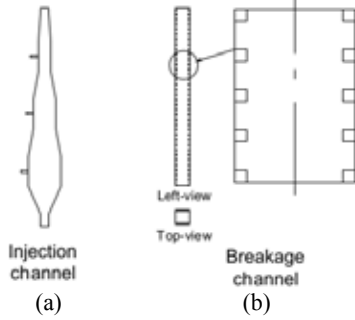 Left-view
Top-view
Injection
channel
Breakage
channel
(a)
(b)